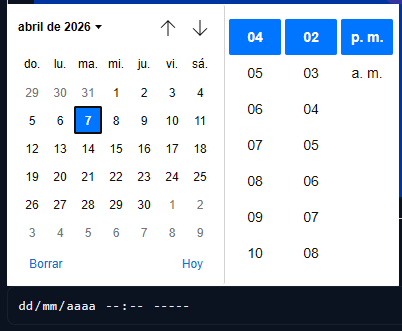 abril de 2026
do. lu. ma. mi. ju. vi. sá.
29 30 31 1 2 3 4
5 6 7 8 9 10 11
12 13 14 15 16 17 18
19 20 21 22 23 24 25
26 27 28 29 30 1 2
3 4 5 6 7 8 9
Borrar Hoy
04 02 p. m.
05 03 a. m.
06 04
07 05
08 06
09 07
10 08
dd/mm/aaaa --:-- -----